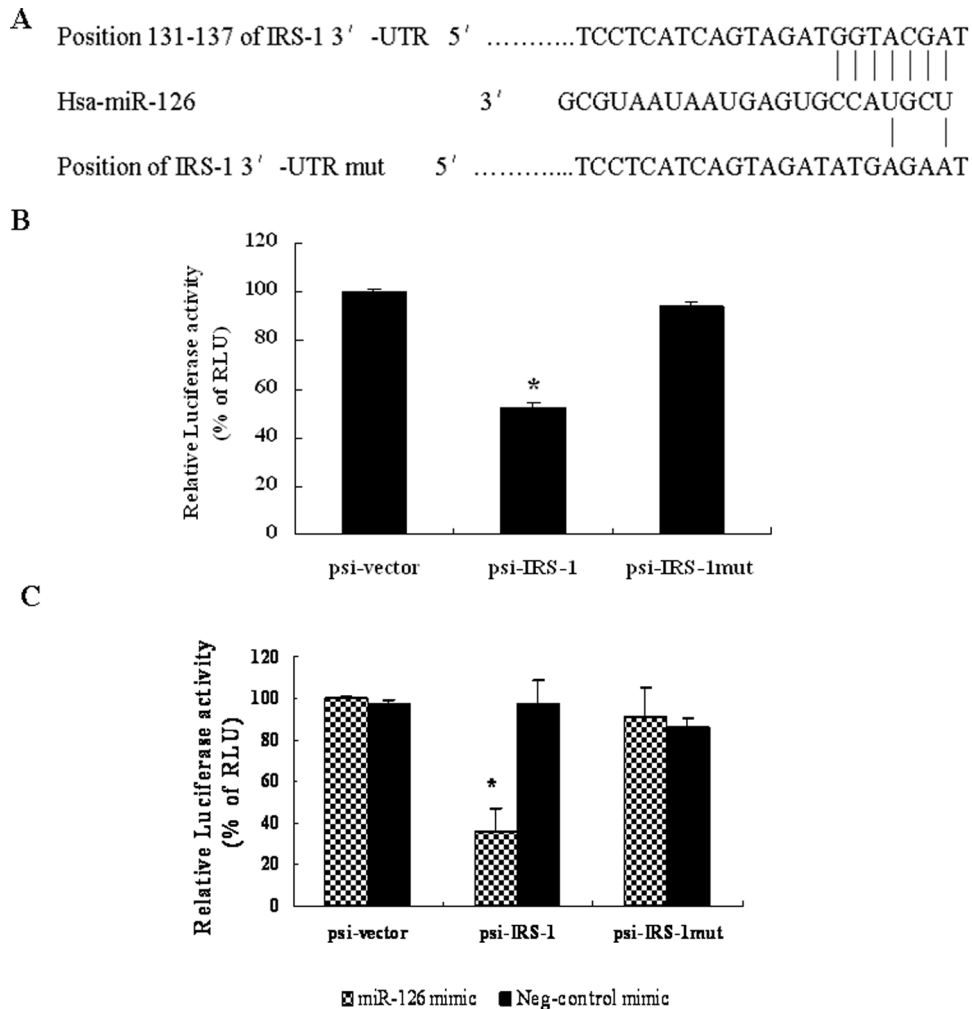 A
Position 131-137 of IRS-1 3′ -UTR 5′ ………...TCCTCATCAGTAGATGGTACGAT
Hsa-miR-126 3′ GCGUAAUAAUGAGUGCCAUGCU
Position of IRS-1 3′ -UTR mut 5′ …………....TCCTCATCAGTAGATATGAGAAT
B
Relative Luciferase activity
(% of RLU)
120
100
80
60
40
20
0
*
psi-vector psi-IRS-1 psi-IRS-1mut
C
Relative Luciferase activity
(% of RLU)
120
100
80
60
40
20
0
*
psi-vector psi-IRS-1 psi-IRS-1mut
miR-126 mimic Neg-control mimic